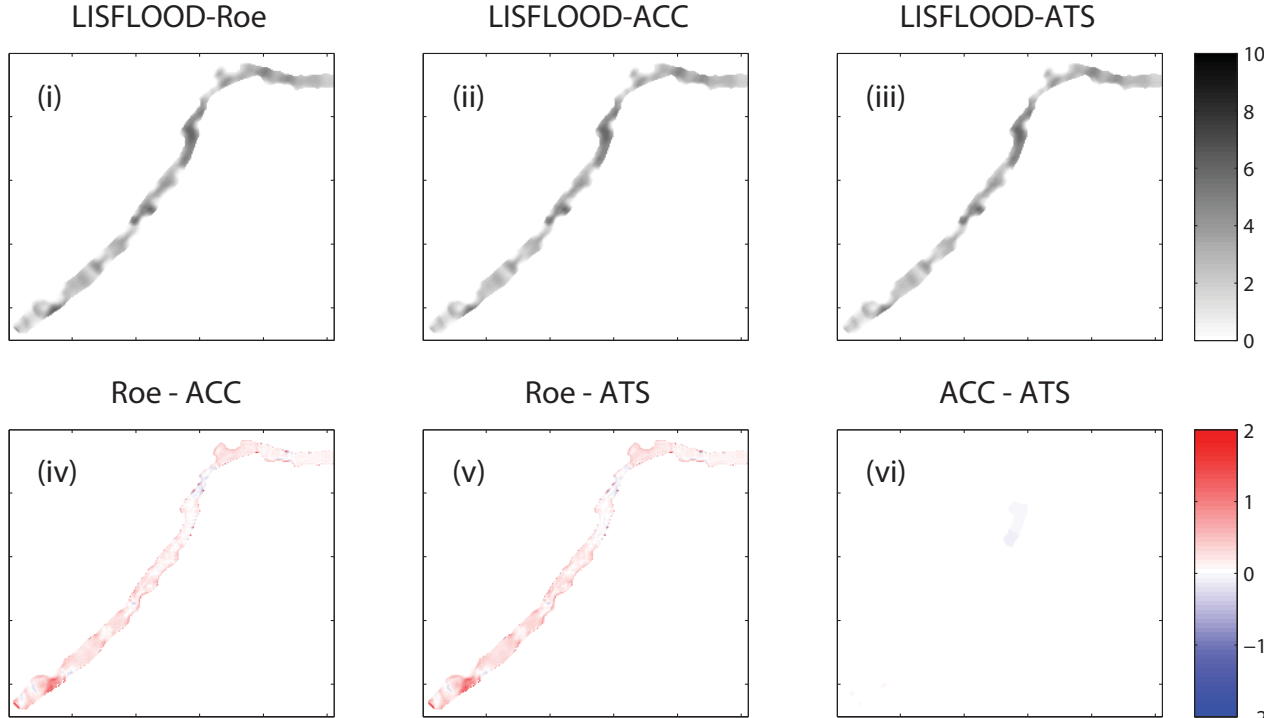 LISFLOOD-Roe
LISFLOOD-ACC
LISFLOOD-ATS
(i)
(ii)
(iii)
10
8
6
4
2
0
Roe - ACC
Roe - ATS
ACC - ATS
(iv)
(v)
(vi)
2
1
0
−1
−2